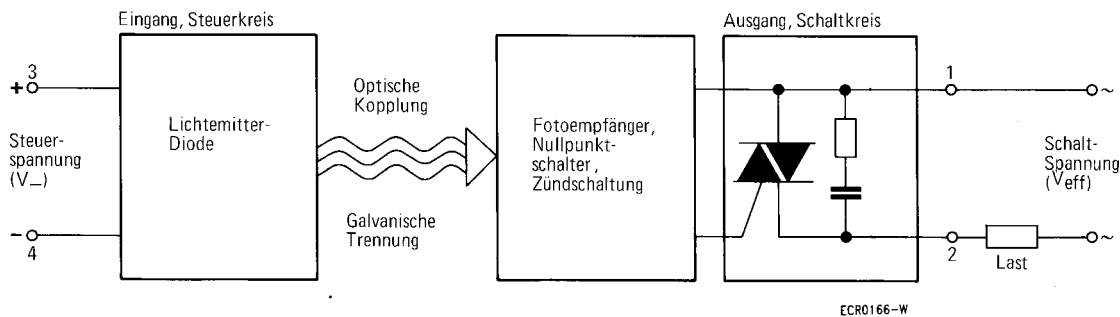 Eingang, Steuerkreis
3
+
Steuer-
spannung
(V_)
-
4
Lichtemitter-
Diode
Optische
Kopplung
Galvanische
Trennung
Fotoempfänger,
Nullpunkt-
schalter,
Zündschaltung
Ausgang, Schaltkreis
1
~
Schalt-
Spannung
(Veff)
2
Last
~
ECR0166-W